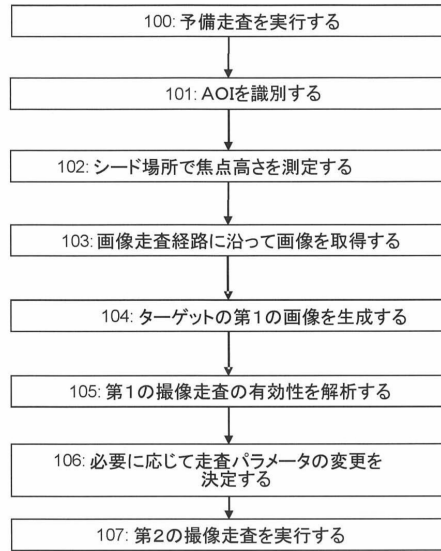 100: 予備走査を実行する
101: AOIを識別する
102: シード場所で焦点高さを測定する
103: 画像走査経路に沿って画像を取得する
104: ターゲットの第1の画像を生成する
105: 第1の撮像走査の有効性を解析する
106: 必要に応じて走査パラメータの変更を
決定する
107: 第2の撮像走査を実行する